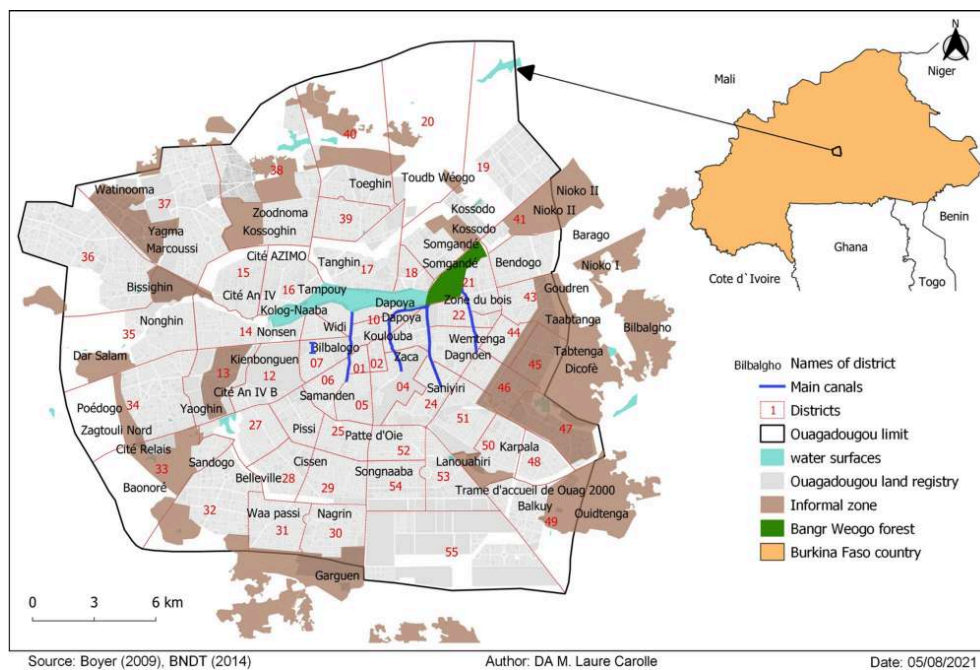 N
Mali
Niger
Benin
Ghana
Togo
Cote d`Ivoire
40
20
19
38
Watinooma
37
Toeghin
Toudb Wéogo
Nioko II
Zoodnoma
39
Kossodo
41
Nioko II
Yagma
Kossoghin
Kossodo
Marcoussi
Somgandé
Barago
36
Cité AZIMO
Tanghin
17
18
Somgandé
Bendogo
Nioko I
15
Bissighin
16
Tampouy
21
Goudren
Cité An IV
Dapoya
Zone du bois
43
Kolog-Naaba
10
Dapoya
22
Taabtanga
Bilbalgho
Nonghin
14
Nonsen
Widi
Koulouba
44
35
Bilbalogo
Wemtenga
Tabtenga
Dar Salam
Kienbonguen
07
01
02
Zaca
Dagnoen
45
Dicofè
13
12
06
04
46
Cité An IV B
Samanden
Saniyiri
Poédogo
34
Yaoghin
05
24
51
Zagtouli Nord
27
Pissi
25
Patte d'Oie
47
Cité Relais
52
50
Karpala
33
Sandogo
Cissen
Lanouahiri
48
Baonoré
Belleville
28
Songnaaba
53
29
54
Trame d'accueil de Ouag 2000
32
Waa passi
Nagrin
Balkuy
49
Ouidtenga
31
30
55
Garguen
Bilbalgho Names of district
Main canals
1 Districts
Ouagadougou limit
water surfaces
Ouagadougou land registry
Informal zone
Bangr Weogo forest
Burkina Faso country
0 3 6 km
Source: Boyer (2009), BNDT (2014) Author: DA M. Laure Carolle Date: 05/08/2021